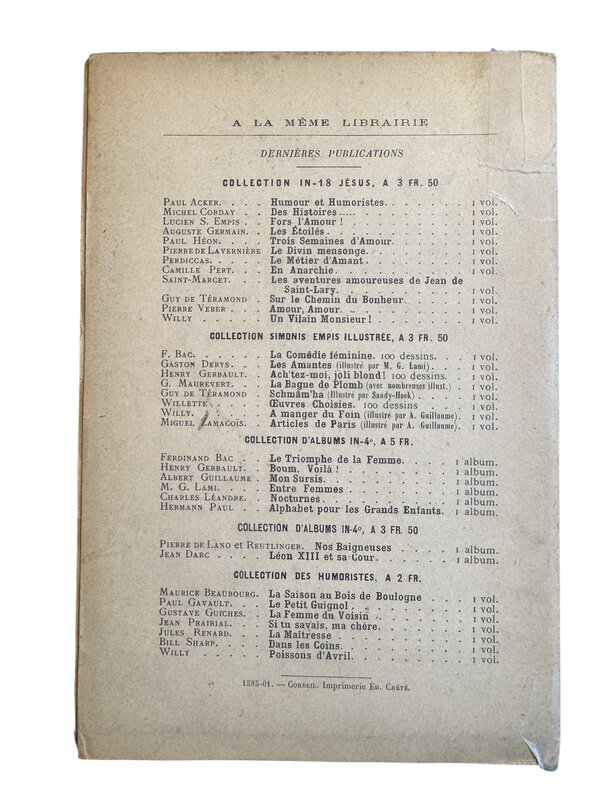 A LA MÊME LIBRAIRIE
DERNIÈRES PUBLICATIONS
COLLECTION IN-18 JÉSUS, A 3 FR. 50
PAUL ACKER. . . . Humour et Humoristes. . . . . . . . 1 vol.
MICHEL CORDAY . . Des Histoires..... . . . . . . . . 1 vol.
LUCIEN S. EMPIS . . Fors l'Amour ! . . . . . . . . 1 vol.
AUGUSTE GERMAIN. . Les Étoilés . . . . . . . . 1 vol.
PAUL HÉON. . . . Trois Semaines d'Amour. . . . . . . 1 vol.
PIERRE DE LAVERNIÈRE Le Divin mensonge. . . . . . . . 1 vol.
PERDICCAS. . . . Le Métier d'Amant . . . . . . . . 1 vol.
CAMILLE PERT. . . En Anarchie. . . . . . . . 1 vol.
SAINT-MARCET. . . Les aventures amoureuses de Jean de
Saint-Lary. . . . . . . . 1 vol.
GUY DE TÉRAMOND . Sur le Chemin du Bonheur . . . . . 1 vol.
PIERRE VEBER . . . Amour, Amour. . . . . . . . 1 vol.
WILLY . . . . . Un Vilain Monsieur ! . . . . . . . 1 vol.
COLLECTION SIMONIS EMPIS ILLUSTRÉE, A 3 FR. 50
F. BAC. . . . . . La Comédie féminine. 100 dessins. . . . 1 vol.
GASTON DERYS. . . Les Amantes (illustré par M. G. Lami). . . . 1 vol.
HENRY GERBAULT. . Ach'tez-moi, joli blond ! 100 dessins. . . 1 vol.
G. MAUREVERT. . . La Bague de Plomb (avec nombreuses illust.) . 1 vol.
GUY DE TÉRAMOND Schmâm'ha (Illustré par Sandy-Hook) . . . . 1 vol.
WILLETTE . . . . Œuvres Choisies. 100 dessins . . . . 1 vol.
WILLY. . . . . A manger du Foin (illustré par A. Guillaume). . 1 vol.
MIGUEL ZAMACOÏS. . Articles de Paris (illustré par A. Guillaume). . 1 vol.
COLLECTION D'ALBUMS IN-4º, A 5 FR.
FERDINAND BAC . . Le Triomphe de la Femme. . . . . . 1 album.
HENRY GERBAULT. . Boum, Voilà ! . . . . . . . 1 album.
ALBERT GUILLAUME . Mon Sursis. . . . . . . . 1 album.
M. G. LAMI. . . . Entre Femmes . . . . . . . 1 album.
CHARLES LÉANDRE. . Nocturnes. . . . . . . . 1 album.
HERMANN PAUL . . Alphabet pour les Grands Enfants. . . . 1 album.
COLLECTION D'ALBUMS IN-4º, A 3 FR. 50
PIERRE DE LANO et REUTLINGER. Nos Baigneuses . . . . . 1 album.
JEAN DARC . . . . Léon XIII et sa Cour. . . . . . . 1 album.
COLLECTION DES HUMORISTES, A 2 FR.
MAURICE BEAUBOURG. La Saison au Bois de Boulogne . . . . 1 vol.
PAUL GAVAULT. . . Le Petit Guignol . . . . . . . 1 vol.
GUSTAVE GUICHES. . La Femme du Voisin . . . . . . 1 vol.
JEAN PRAIRIAL. . . Si tu savais, ma chère. . . . . . . 1 vol.
JULES RENARD. . . La Maîtresse . . . . . . . 1 vol.
BILL SHARP. . . . Dans les Coins. . . . . . . 1 vol.
WILLY . . . . . Poissons d'Avril. . . . . . . 1 vol.
1585-01. — CORBEIL. Imprimerie ÉD. CRÉTÉ.